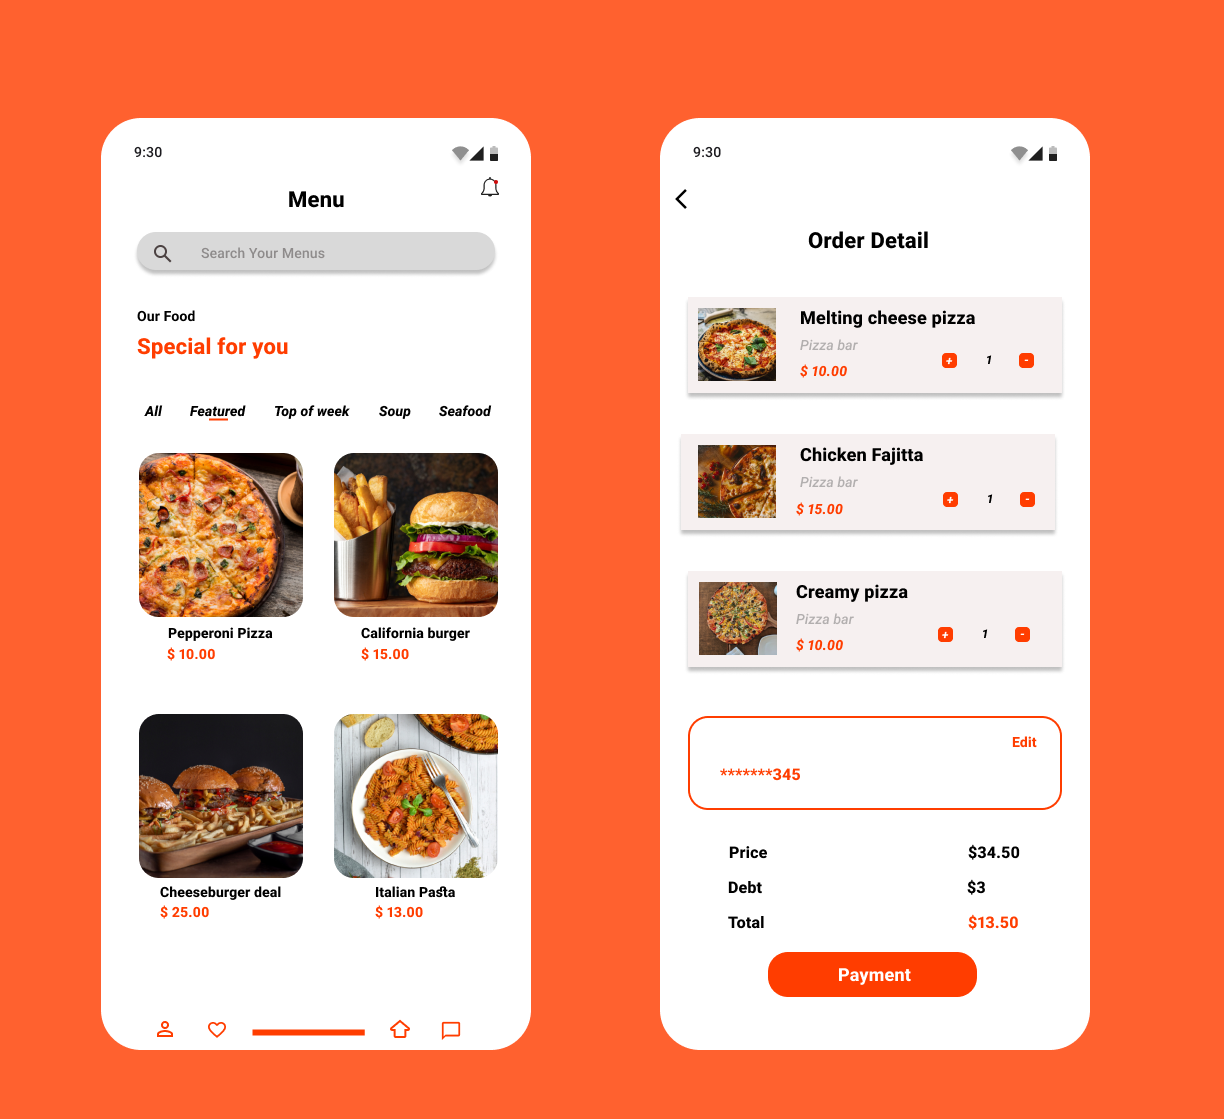 9:30
Menu
Search Your Menus
Our Food
Special for you
All Featured Top of week Soup Seafood
Pepperoni Pizza
$ 10.00
California burger
$ 15.00
Cheeseburger deal
$ 25.00
Italian Pasta
$ 13.00
9:30
Order Detail
Melting cheese pizza
Pizza bar
$ 10.00
+ 1 -
Chicken Fajitta
Pizza bar
$ 15.00
+ 1 -
Creamy pizza
Pizza bar
$ 10.00
+ 1 -
Edit
*******345
Price $34.50
Debt $3
Total $13.50
Payment